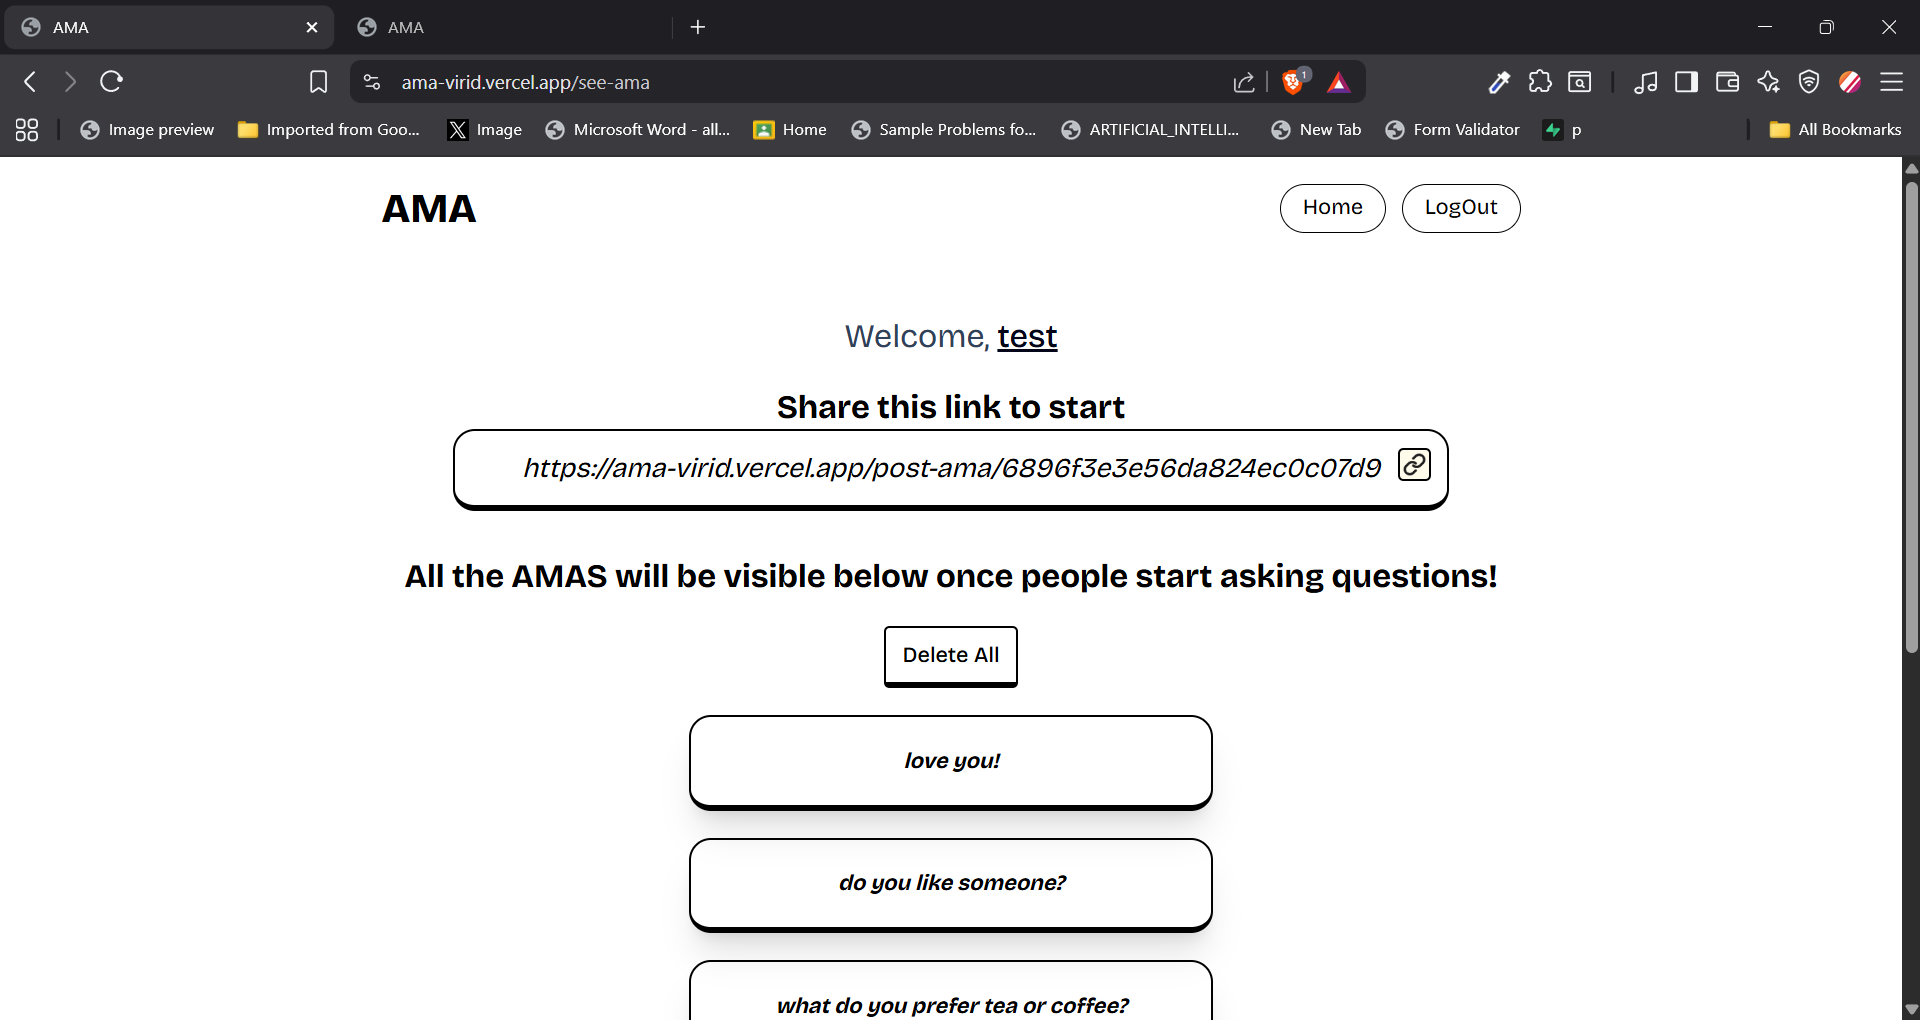 AMA
AMA
ama-virid.vercel.app/see-ama
1
Image preview
Imported from Goo...
Image
Microsoft Word - all...
Home
Sample Problems fo...
ARTIFICIAL_INTELLI...
New Tab
Form Validator
p
All Bookmarks
AMA
Home
LogOut
Welcome, test
Share this link to start
https://ama-virid.vercel.app/post-ama/6896f3e3e56da824ec0c07d9
All the AMAS will be visible below once people start asking questions!
Delete All
love you!
do you like someone?
what do you prefer tea or coffee?